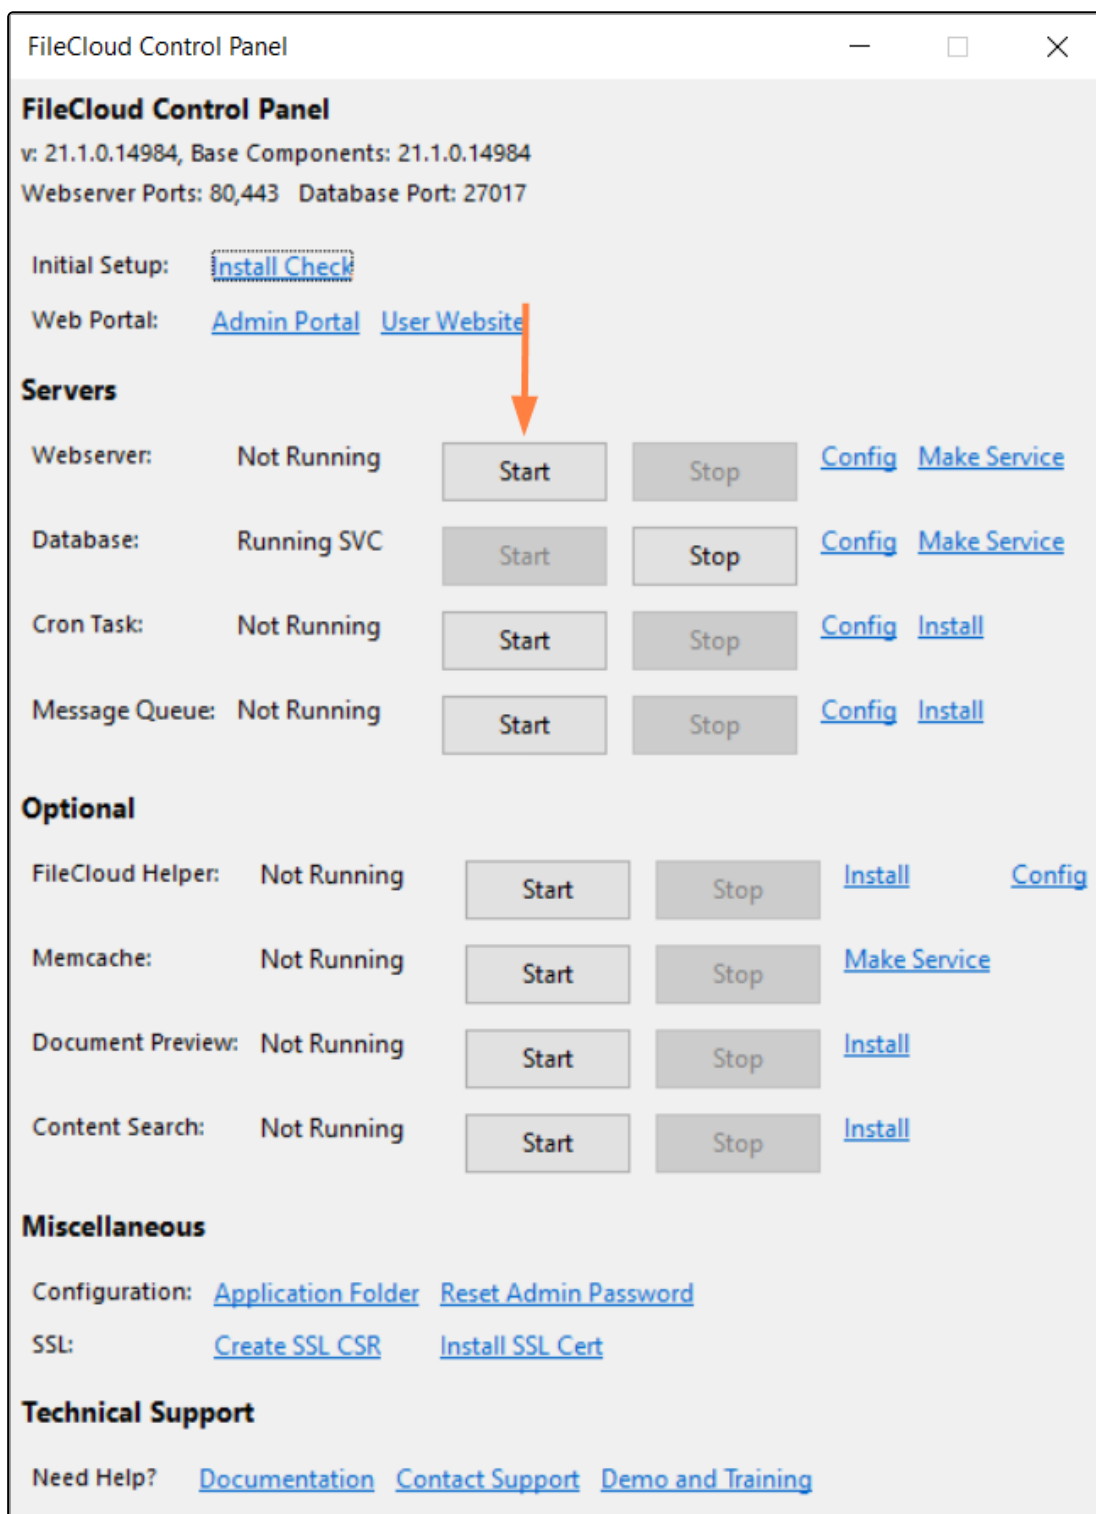 FileCloud Control Panel
FileCloud Control Panel
v: 21.1.0.14984, Base Components: 21.1.0.14984
Webserver Ports: 80,443   Database Port: 27017
Initial Setup: Install Check
Web Portal: Admin Portal User Website
Servers
Webserver: Not Running Start Stop Config Make Service
Database: Running SVC Start Stop Config Make Service
Cron Task: Not Running Start Stop Config Install
Message Queue: Not Running Start Stop Config Install
Optional
FileCloud Helper: Not Running Start Stop Install Config
Memcache: Not Running Start Stop Make Service
Document Preview: Not Running Start Stop Install
Content Search: Not Running Start Stop Install
Miscellaneous
Configuration: Application Folder Reset Admin Password
SSL: Create SSL CSR Install SSL Cert
Technical Support
Need Help? Documentation Contact Support Demo and Training